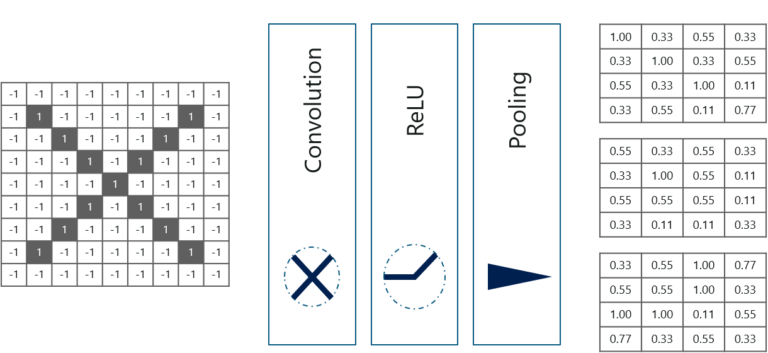 -1 -1 -1 -1 -1 -1 -1 -1 -1
-1 1 -1 -1 -1 -1 -1 1 -1
-1 -1 1 -1 -1 -1 1 -1 -1
-1 -1 -1 1 -1 1 -1 -1 -1
-1 -1 -1 -1 1 -1 -1 -1 -1
-1 -1 -1 1 -1 1 -1 -1 -1
-1 -1 1 -1 -1 -1 1 -1 -1
-1 1 -1 -1 -1 -1 -1 1 -1
-1 -1 -1 -1 -1 -1 -1 -1 -1
Convolution
ReLU
Pooling
1.00 0.33 0.55 0.33
0.33 1.00 0.33 0.55
0.55 0.33 1.00 0.11
0.33 0.55 0.11 0.77
0.55 0.33 0.55 0.33
0.33 1.00 0.55 0.11
0.55 0.55 0.55 0.11
0.33 0.11 0.11 0.33
0.33 0.55 1.00 0.77
0.55 0.55 1.00 0.33
1.00 1.00 0.11 0.55
0.77 0.33 0.55 0.33